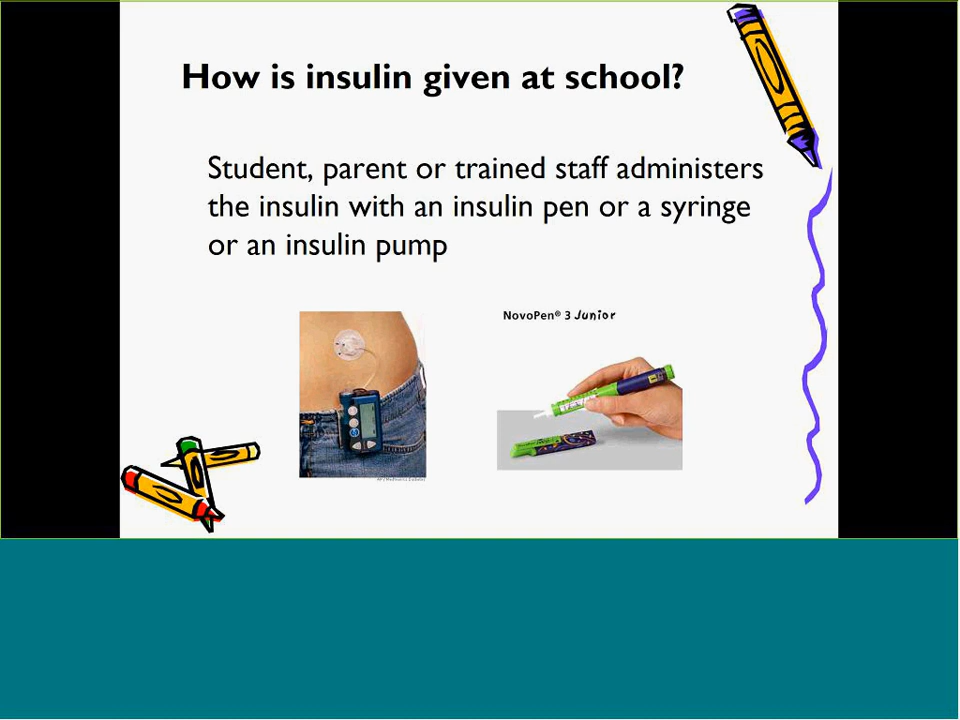 How is insulin given at school?
Student, parent or trained staff administers
the insulin with an insulin pen or a syringe
or an insulin pump
NovoPen® 3 Junior